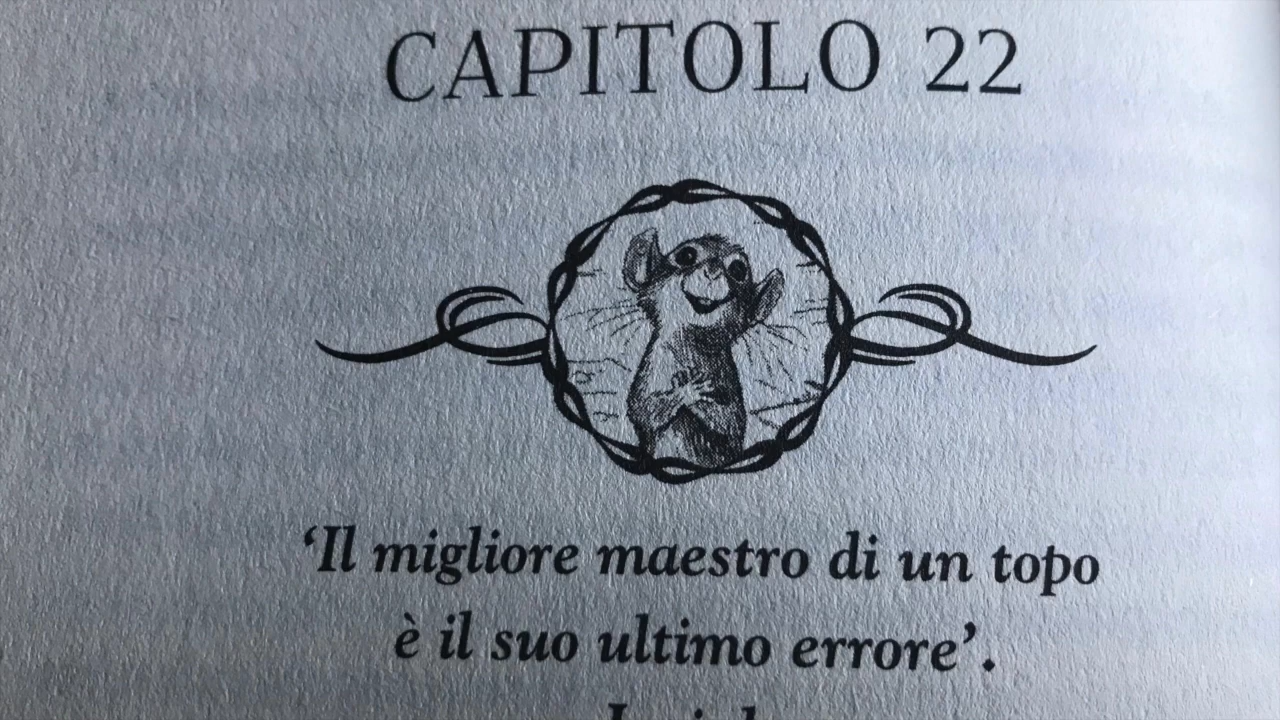 CAPITOLO 22
‘Il migliore maestro di un topo
è il suo ultimo errore’.